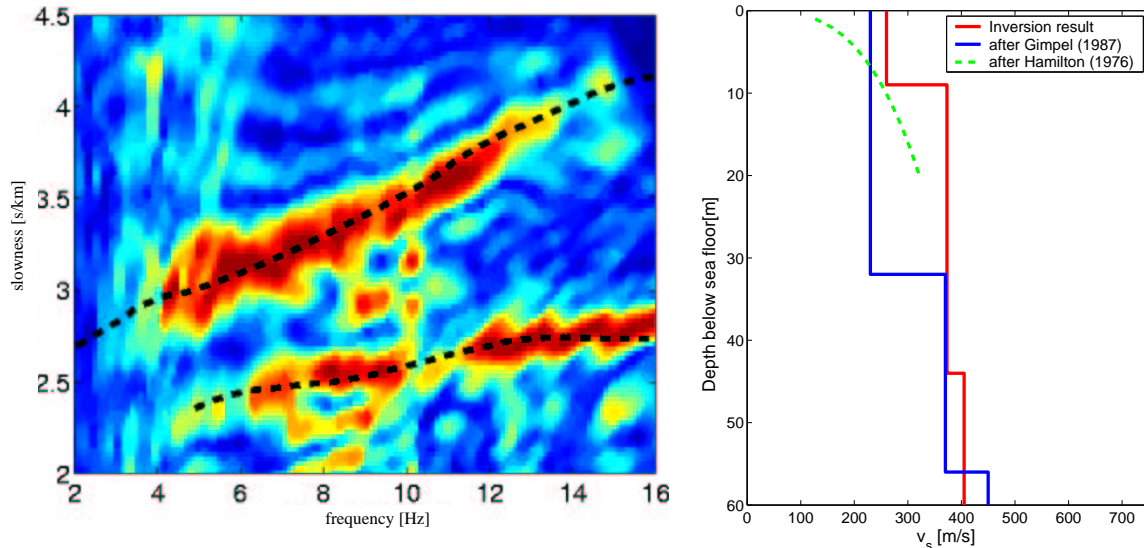 4.5
4
3.5
3
2.5
2
slowness [s/km]
2 4 6 8 10 12 14 16
frequency [Hz]
0
10
20
30
40
50
60
Depth below sea floor[m]
Inversion result
after Gimpel (1987)
after Hamilton (1976)
0 100 200 300 400 500 600 700
v_s [m/s]